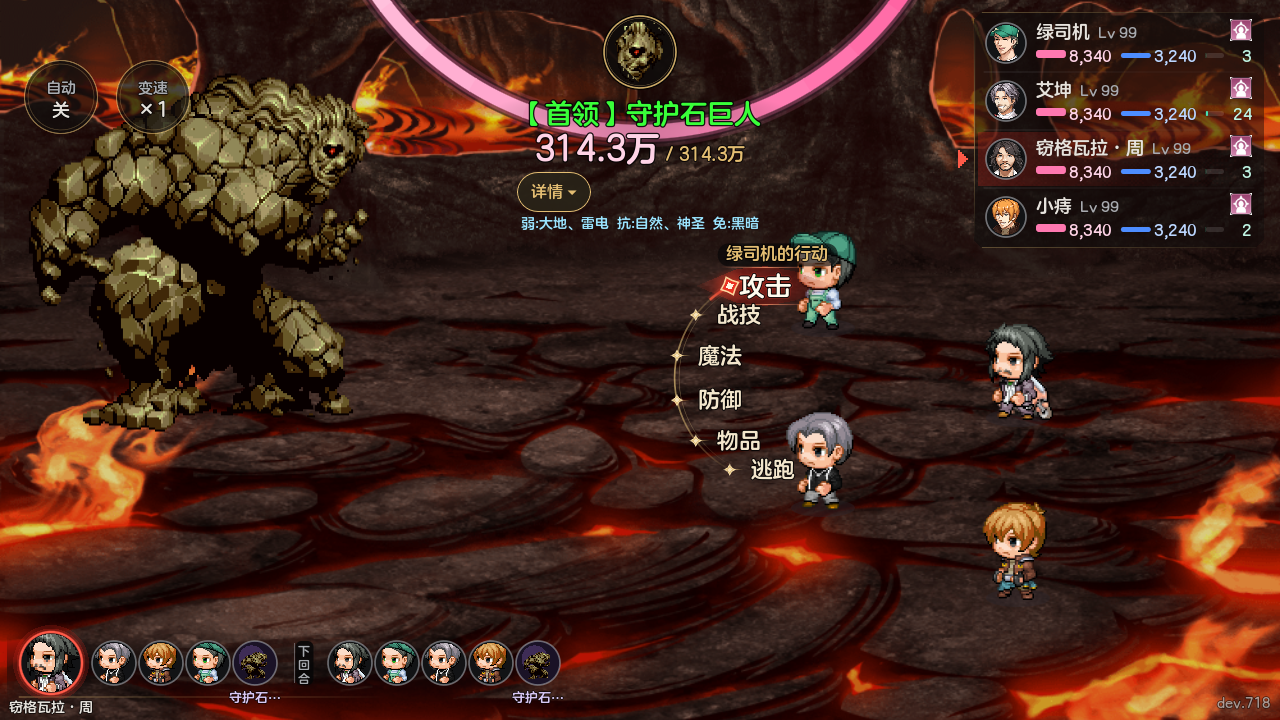 自动
关
变速
×1
【首领】守护石巨人
314.3万 / 314.3万
详情
弱:大地、雷电 抗:自然、神圣 免:黑暗
绿司机 Lv 99
8,340 3,240 3
艾坤 Lv 99
8,340 3,240 24
窃格瓦拉·周 Lv 99
8,340 3,240 3
小痔 Lv 99
8,340 3,240 2
绿司机的行动
攻击
战技
魔法
防御
物品
逃跑
下回合
守护石…
守护石…
窃格瓦拉·周
dev.718